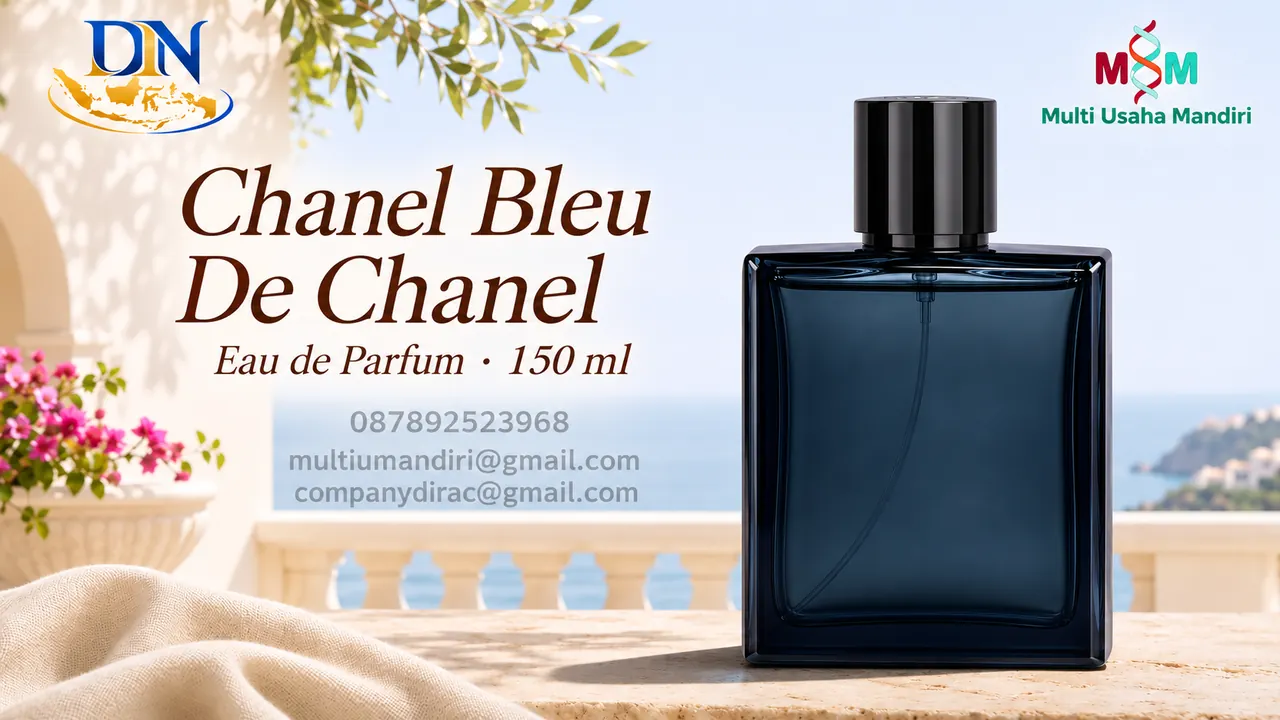 DN
M M
Multi Usaha Mandiri
Chanel Bleu
De Chanel
Eau de Parfum · 150 ml
087892523968
multiumandiri@gmail.com
companydirac@gmail.com